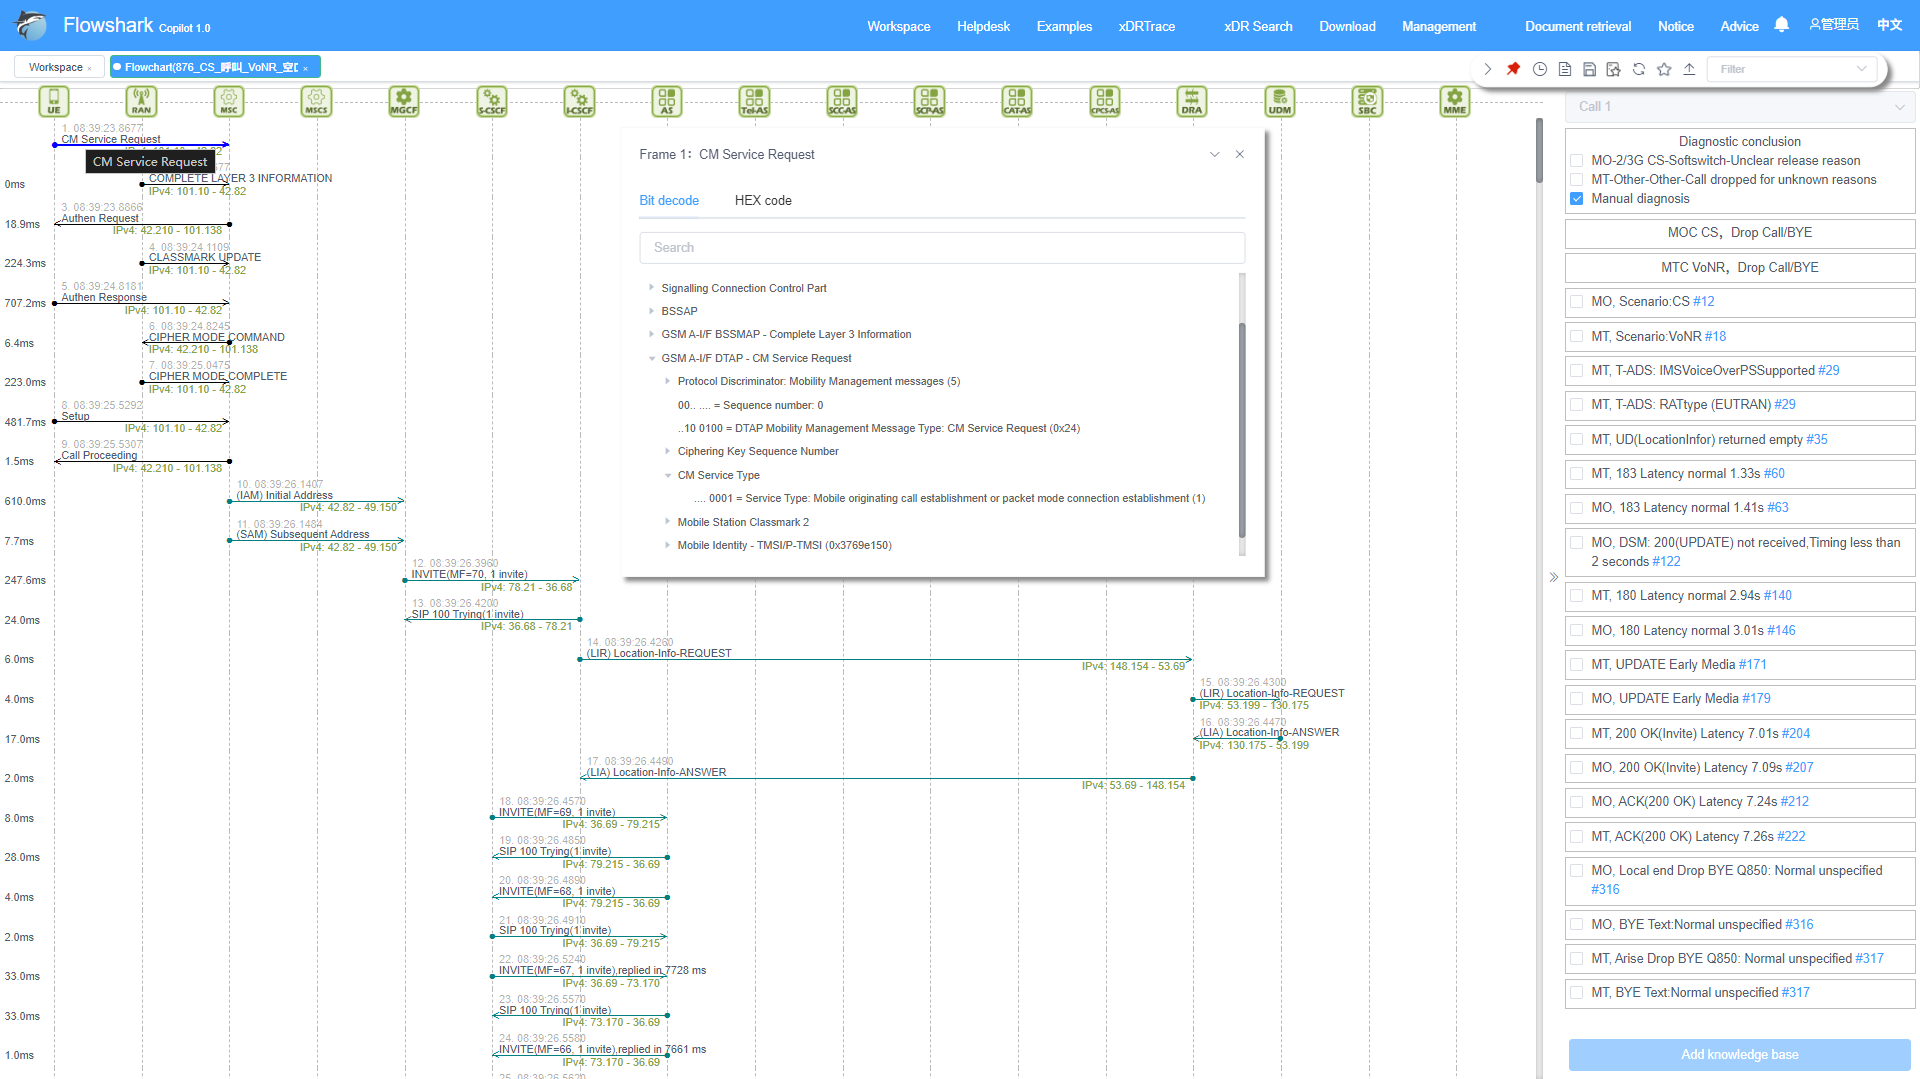 Flowshark Copilot 1.0
Workspace Helpdesk Examples xDRTrace xDR Search Download Management Document retrieval Notice Advice 管理员 中文
Workspace × Flowchart(876_CS_呼叫_VoNR_空 ×
Filter
UE RAN MSC MSCS MGCF S-CSCF I-CSCF AS Tel-AS SCC-AS SCP-AS CAT-AS CPCS-AS DRA UDM SBC MME
1. 08:39:23.8677
CM Service Request
CM Service Request
0ms
COMPLETE LAYER 3 INFORMATION
IPv4: 101.10 - 42.82
3. 08:39:23.8866
18.9ms
Authen Request
IPv4: 42.210 - 101.138
4. 08:39:24.1109
224.3ms
CLASSMARK UPDATE
IPv4: 101.10 - 42.82
5. 08:39:24.8181
707.2ms
Authen Response
IPv4: 101.10 - 42.82
6. 08:39:24.8245
6.4ms
CIPHER MODE COMMAND
IPv4: 42.210 - 101.138
7. 08:39:25.0475
223.0ms
CIPHER MODE COMPLETE
IPv4: 101.10 - 42.82
8. 08:39:25.5292
481.7ms
Setup
IPv4: 101.10 - 42.82
9. 08:39:25.5307
1.5ms
Call Proceeding
IPv4: 42.210 - 101.138
10. 08:39:26.1407
610.0ms
(IAM) Initial Address
IPv4: 42.82 - 49.150
11. 08:39:26.1484
7.7ms
(SAM) Subsequent Address
IPv4: 42.82 - 49.150
12. 08:39:26.3960
247.6ms
INVITE(MF=70, 1 invite)
IPv4: 78.21 - 36.68
13. 08:39:26.4200
24.0ms
SIP 100 Trying(1 invite)
IPv4: 36.68 - 78.21
14. 08:39:26.4260
6.0ms
(LIR) Location-Info-REQUEST
IPv4: 148.154 - 53.69
15. 08:39:26.4300
4.0ms
(LIR) Location-Info-REQUEST
IPv4: 53.199 - 130.175
16. 08:39:26.4470
17.0ms
(LIA) Location-Info-ANSWER
IPv4: 130.175 - 53.199
17. 08:39:26.4490
2.0ms
(LIA) Location-Info-ANSWER
IPv4: 53.69 - 148.154
18. 08:39:26.4570
8.0ms
INVITE(MF=69, 1 invite)
IPv4: 36.69 - 79.215
19. 08:39:26.4850
28.0ms
SIP 100 Trying(1 invite)
IPv4: 79.215 - 36.69
20. 08:39:26.4890
4.0ms
INVITE(MF=68, 1 invite)
IPv4: 79.215 - 36.69
21. 08:39:26.4910
2.0ms
SIP 100 Trying(1 invite)
IPv4: 36.69 - 79.215
22. 08:39:26.5240
33.0ms
INVITE(MF=67, 1 invite),replied in 7728 ms
IPv4: 36.69 - 73.170
23. 08:39:26.5570
33.0ms
SIP 100 Trying(1 invite)
IPv4: 73.170 - 36.69
24. 08:39:26.5580
1.0ms
INVITE(MF=66, 1 invite),replied in 7661 ms
IPv4: 73.170 - 36.69
Frame 1：CM Service Request
Bit decode HEX code
Search
Signalling Connection Control Part
BSSAP
GSM A-I/F BSSMAP - Complete Layer 3 Information
GSM A-I/F DTAP - CM Service Request
Protocol Discriminator: Mobility Management messages (5)
00.. .... = Sequence number: 0
..10 0100 = DTAP Mobility Management Message Type: CM Service Request (0x24)
Ciphering Key Sequence Number
CM Service Type
.... 0001 = Service Type: Mobile originating call establishment or packet mode connection establishment (1)
Mobile Station Classmark 2
Mobile Identity - TMSI/P-TMSI (0x3769e150)
Call 1
Diagnostic conclusion
MO-2/3G CS-Softswitch-Unclear release reason
MT-Other-Other-Call dropped for unknown reasons
Manual diagnosis
MOC CS，Drop Call/BYE
MTC VoNR，Drop Call/BYE
MO, Scenario:CS #12
MT, Scenario:VoNR #18
MT, T-ADS: IMSVoiceOverPSSupported #29
MT, T-ADS: RATtype (EUTRAN) #29
MT, UD(LocationInfor) returned empty #35
MT, 183 Latency normal 1.33s #60
MO, 183 Latency normal 1.41s #63
MO, DSM: 200(UPDATE) not received,Timing less than
2 seconds #122
MT, 180 Latency normal 2.94s #140
MO, 180 Latency normal 3.01s #146
MT, UPDATE Early Media #171
MO, UPDATE Early Media #179
MT, 200 OK(Invite) Latency 7.01s #204
MO, 200 OK(Invite) Latency 7.09s #207
MO, ACK(200 OK) Latency 7.24s #212
MT, ACK(200 OK) Latency 7.26s #222
MO, Local end Drop BYE Q850: Normal unspecified
#316
MO, BYE Text:Normal unspecified #316
MT, Arise Drop BYE Q850: Normal unspecified #317
MT, BYE Text:Normal unspecified #317
Add knowledge base